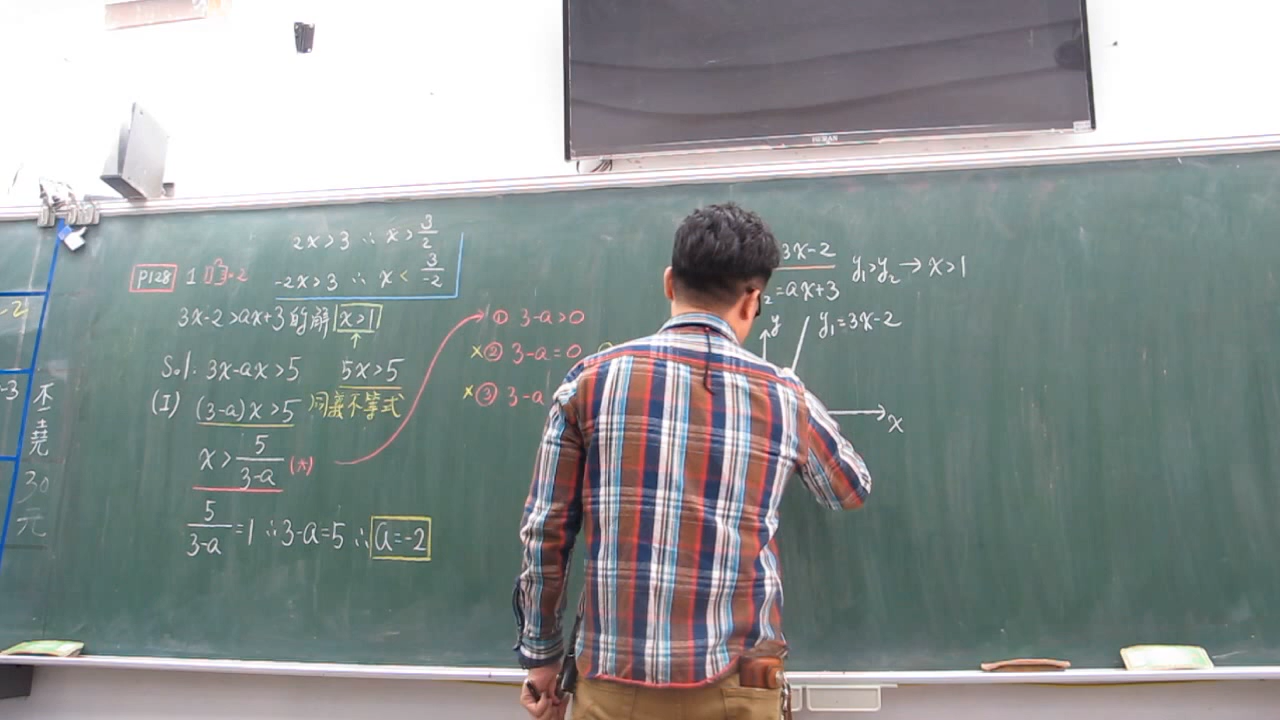 2x>3 ∴ x>3/2
P128 1
-2x>3 ∴ x<3/-2
3x-2>ax+3的解 x>1
Sol: 3x-ax>5 5x>5
(I) (3-a)x>5 同義不等式
x>5/(3-a) (*)
5/(3-a)=1 ∴3-a=5 ∴ a=-2
① 3-a>0
×② 3-a=0
×③ 3-a
3x-2 y₁>y₂→x>1
₂=ax+3
y y₁=3x-2
x
-2
-3
30
元